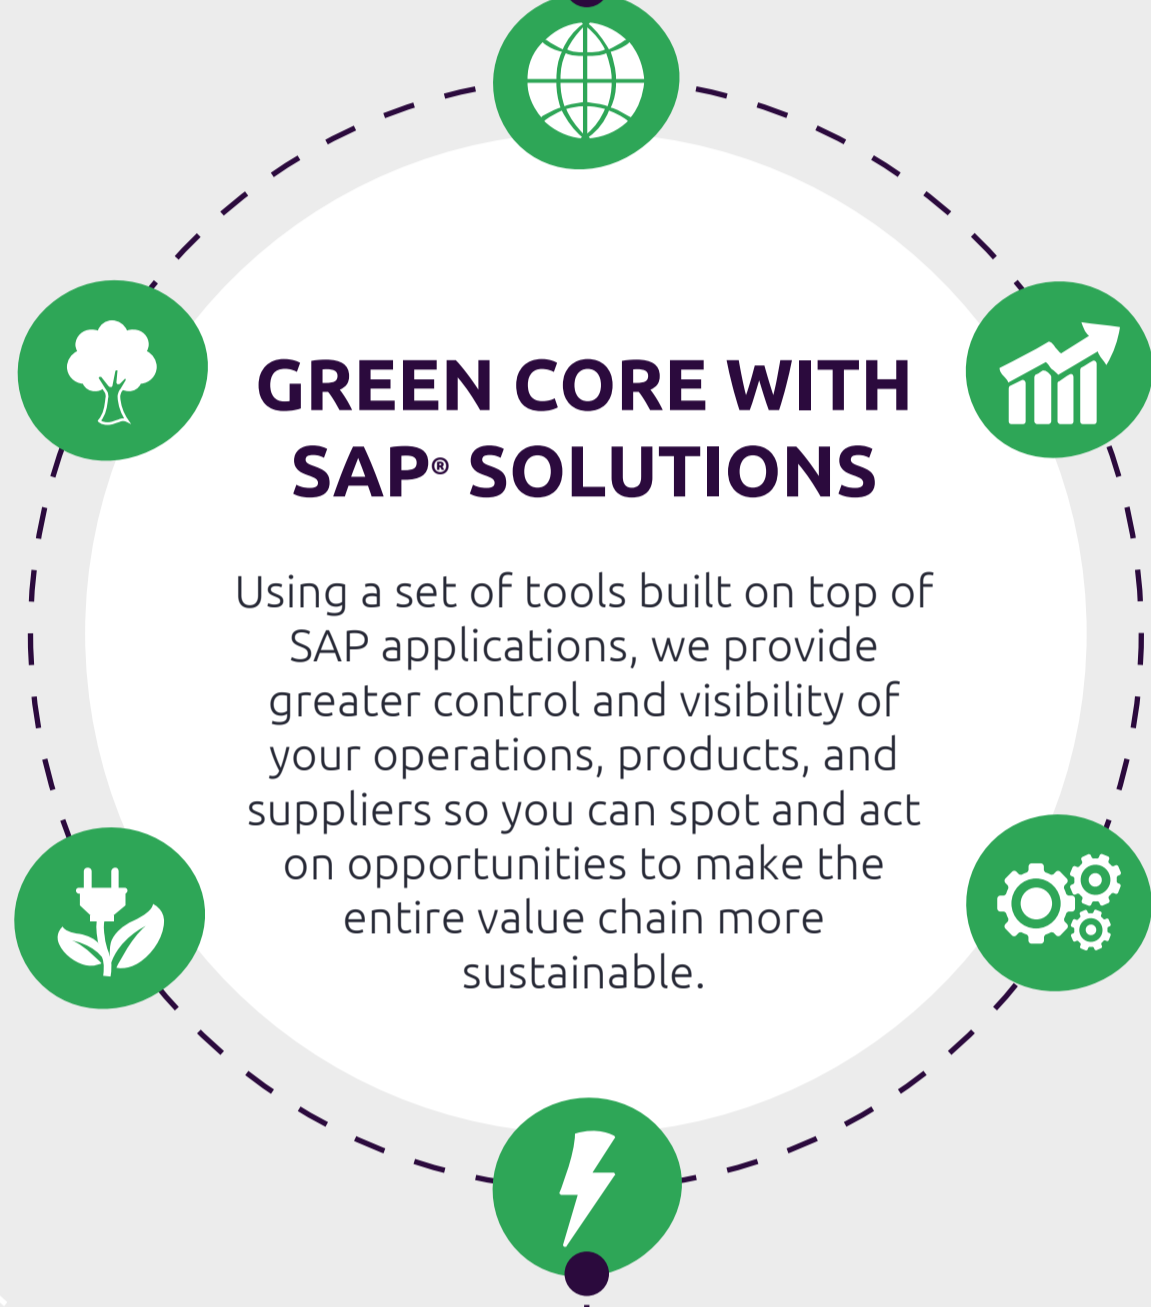 GREEN CORE WITH
SAP® SOLUTIONS
Using a set of tools built on top of
SAP applications, we provide
greater control and visibility of
your operations, products, and
suppliers so you can spot and act
on opportunities to make the
entire value chain more
sustainable.